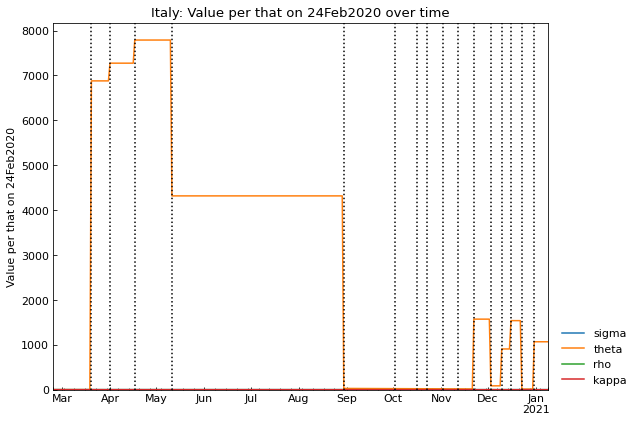 Italy: Value per that on 24Feb2020 over time
Value per that on 24Feb2020
8000
7000
6000
5000
4000
3000
2000
1000
0
Mar Apr May Jun Jul Aug Sep Oct Nov Dec Jan
2021
sigma
theta
rho
kappa